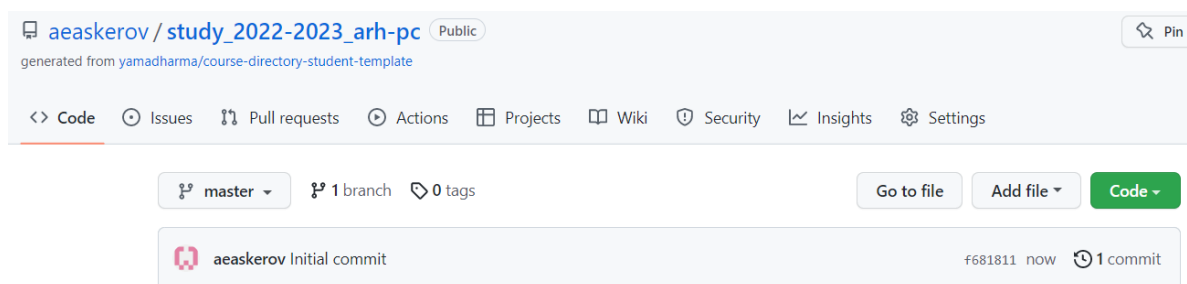 aeaskerov / study_2022-2023_arh-pc Public Pin
generated from yamadharma/course-directory-student-template
<> Code Issues Pull requests Actions Projects Wiki Security Insights Settings
master 1 branch 0 tags Go to file Add file Code
aeaskerov Initial commit f681811 now 1 commit